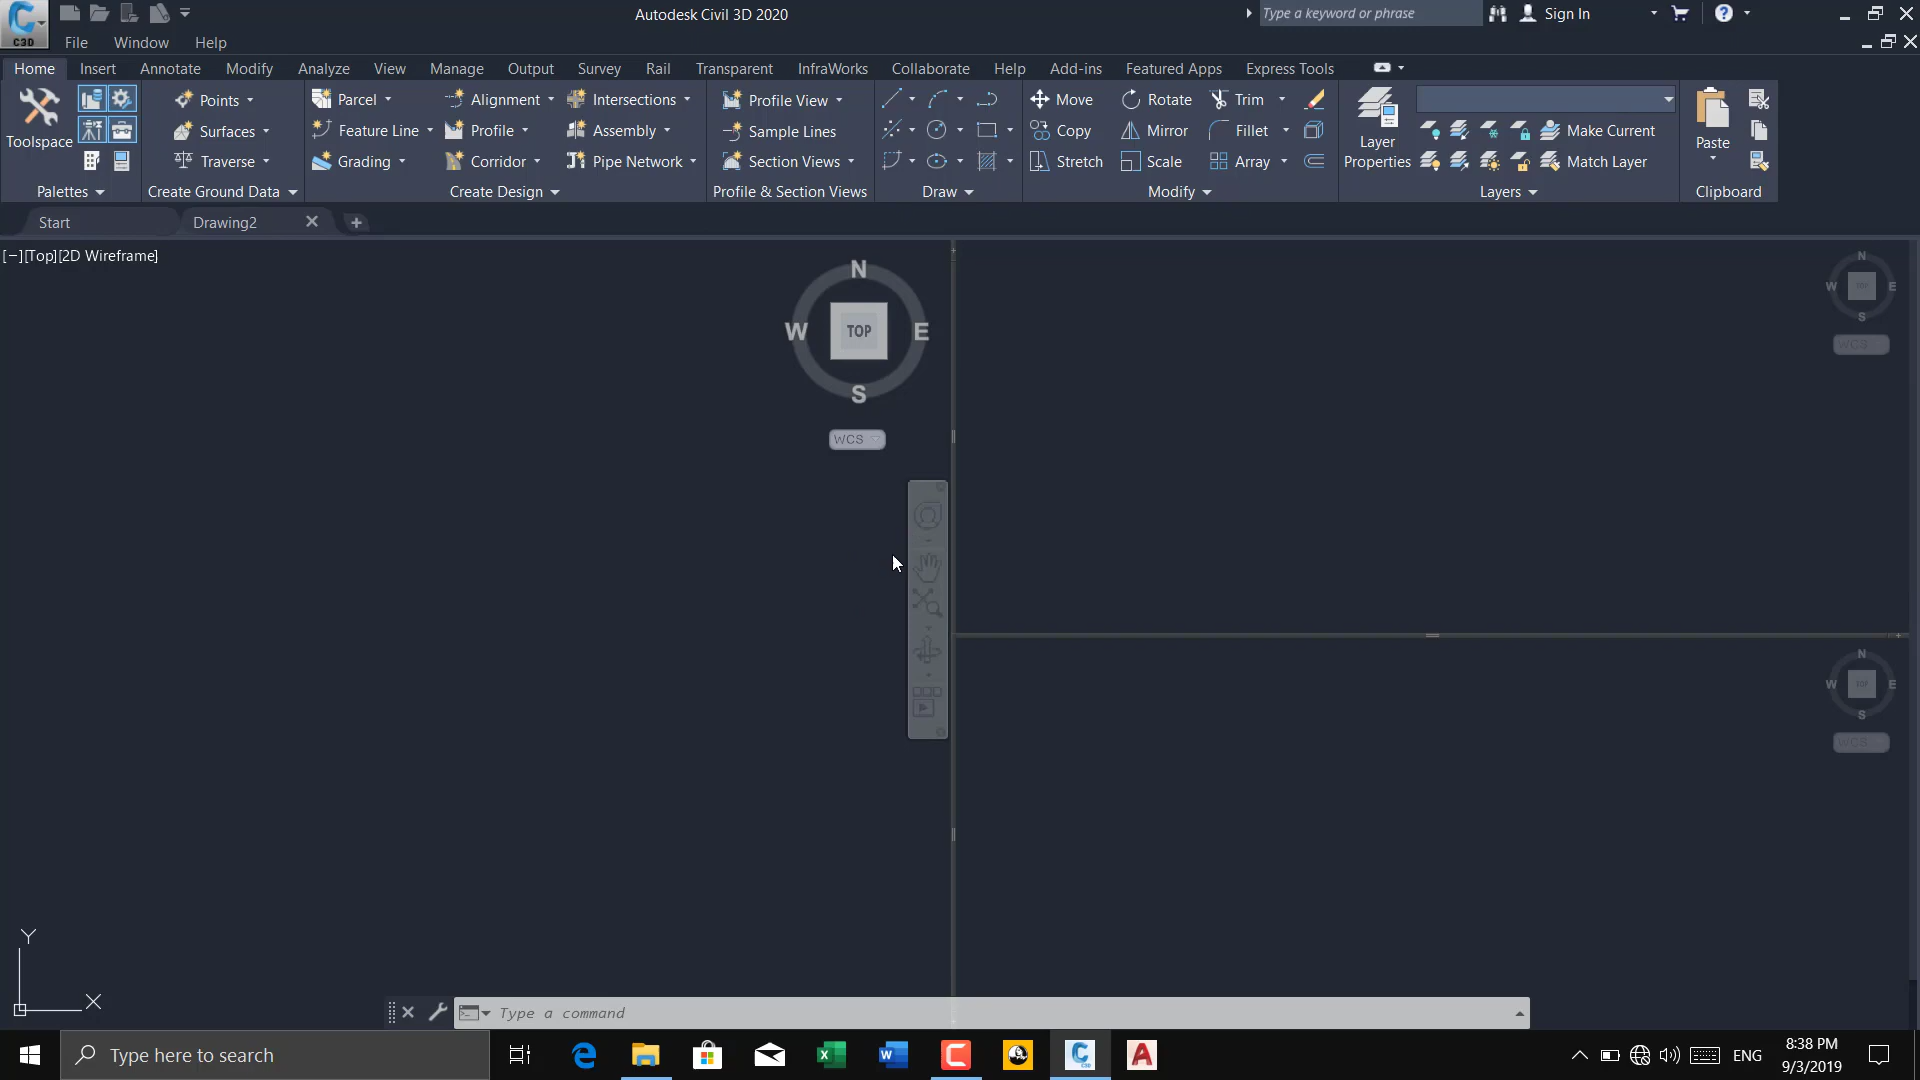 Autodesk Civil 3D 2020
Type a keyword or phrase
Sign In
C3D
File Window Help
Home Insert Annotate Modify Analyze View Manage Output Survey Rail Transparent InfraWorks Collaborate Help Add-ins Featured Apps Express Tools
Points Parcel Alignment Intersections Profile View Move Rotate Trim
Toolspace Surfaces Feature Line Profile Assembly Sample Lines Copy Mirror Fillet Layer Properties Make Current Paste
Traverse Grading Corridor Pipe Network Section Views Stretch Scale Array Match Layer
Palettes Create Ground Data Create Design Profile & Section Views Draw Modify Layers Clipboard
Start Drawing2
[−][Top][2D Wireframe]
N
W TOP E
S
WCS
N
W TOP E
S
WCS
N
W TOP E
S
WCS
Y
X
Type a command
Type here to search
ENG
8:38 PM
9/3/2019